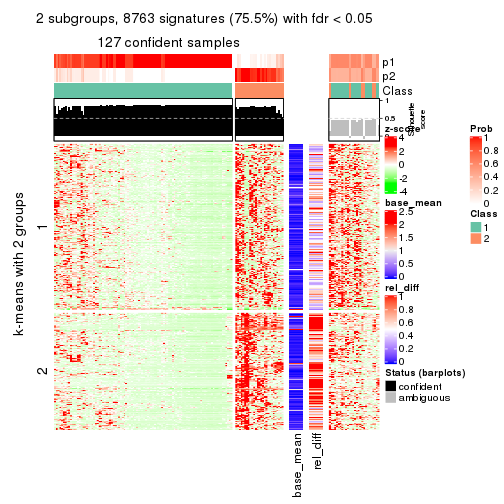 2 subgroups, 8763 signatures (75.5%) with fdr < 0.05
127 confident samples
p1
p2
Class
1
0.5
0
Silhouette
score
k-means with 2 groups
1
2
base_mean
rel_diff
z-score
4
2
0
-2
-4
base_mean
2.5
2
1.5
1
0.5
0
rel_diff
1
0.8
0.6
0.4
0.2
0
Status (barplots)
confident
ambiguous
Prob
1
0.8
0.6
0.4
0.2
0
Class
1
2